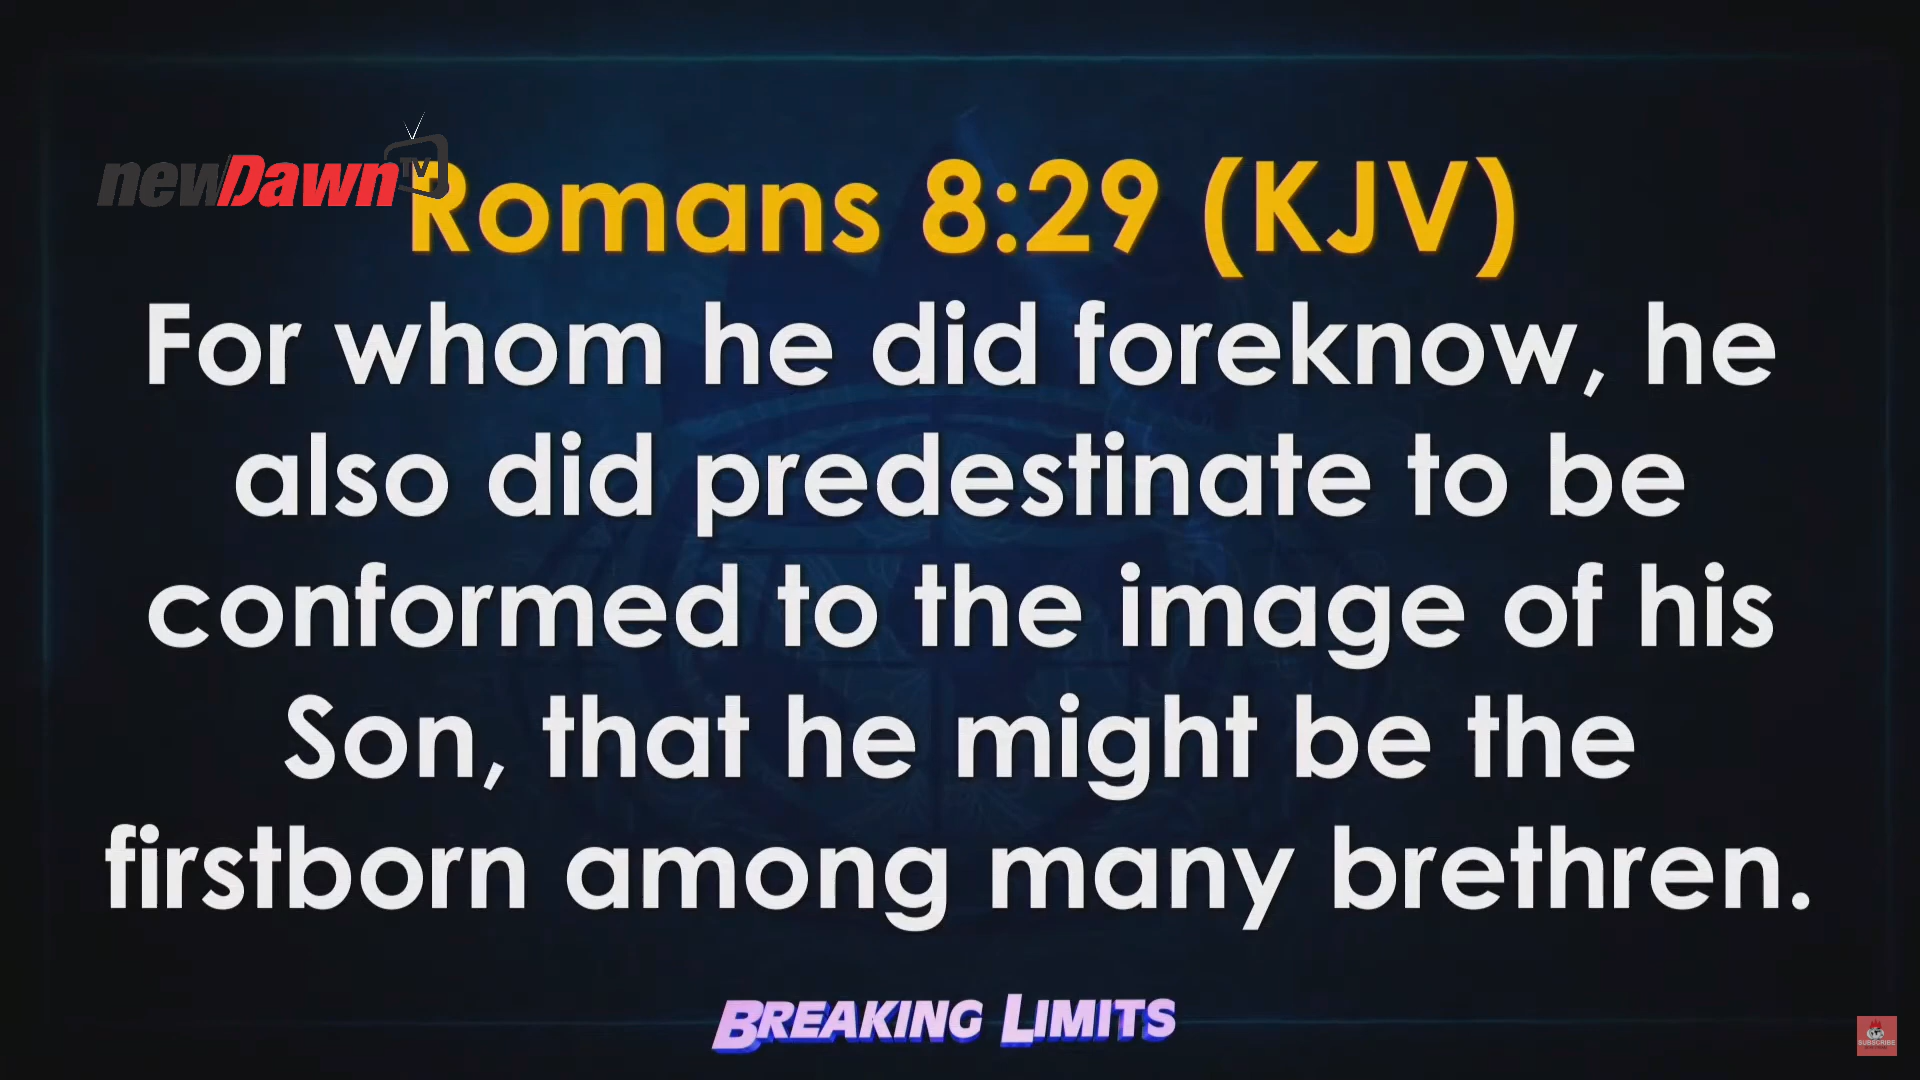 newDawn TV
Romans 8:29 (KJV)
For whom he did foreknow, he
also did predestinate to be
conformed to the image of his
Son, that he might be the
firstborn among many brethren.
BREAKING LIMITS
SUBSCRIBE